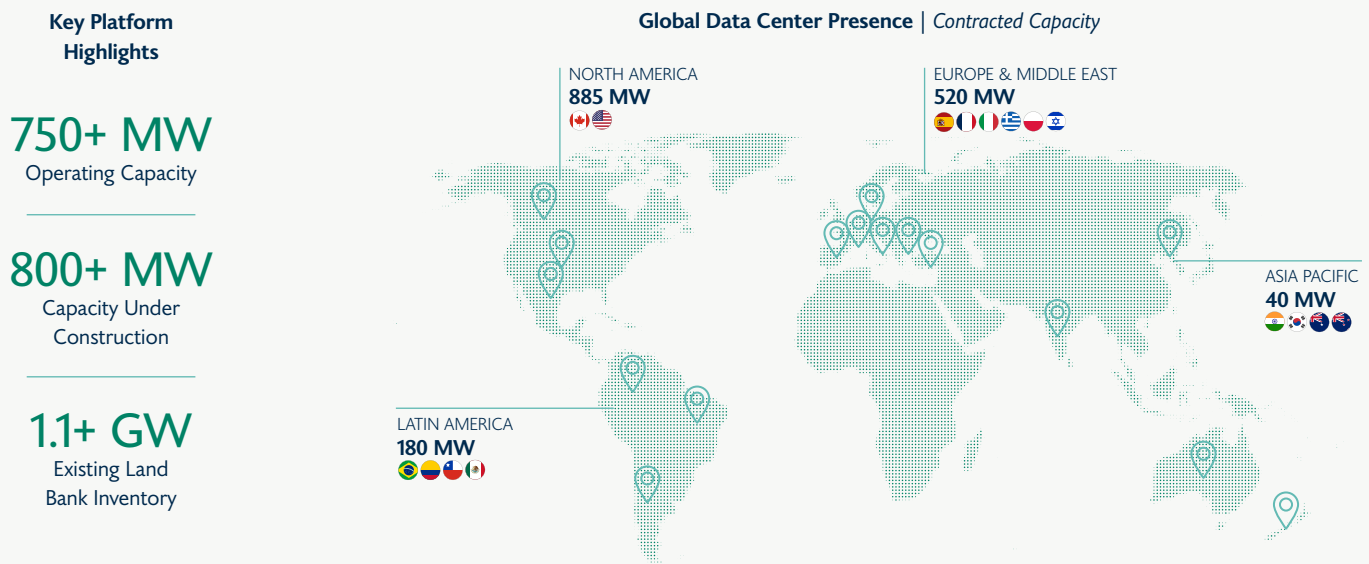 Key Platform
Highlights
750+ MW
Operating Capacity
800+ MW
Capacity Under
Construction
1.1+ GW
Existing Land
Bank Inventory
Global Data Center Presence | Contracted Capacity
NORTH AMERICA
885 MW
EUROPE & MIDDLE EAST
520 MW
ASIA PACIFIC
40 MW
LATIN AMERICA
180 MW